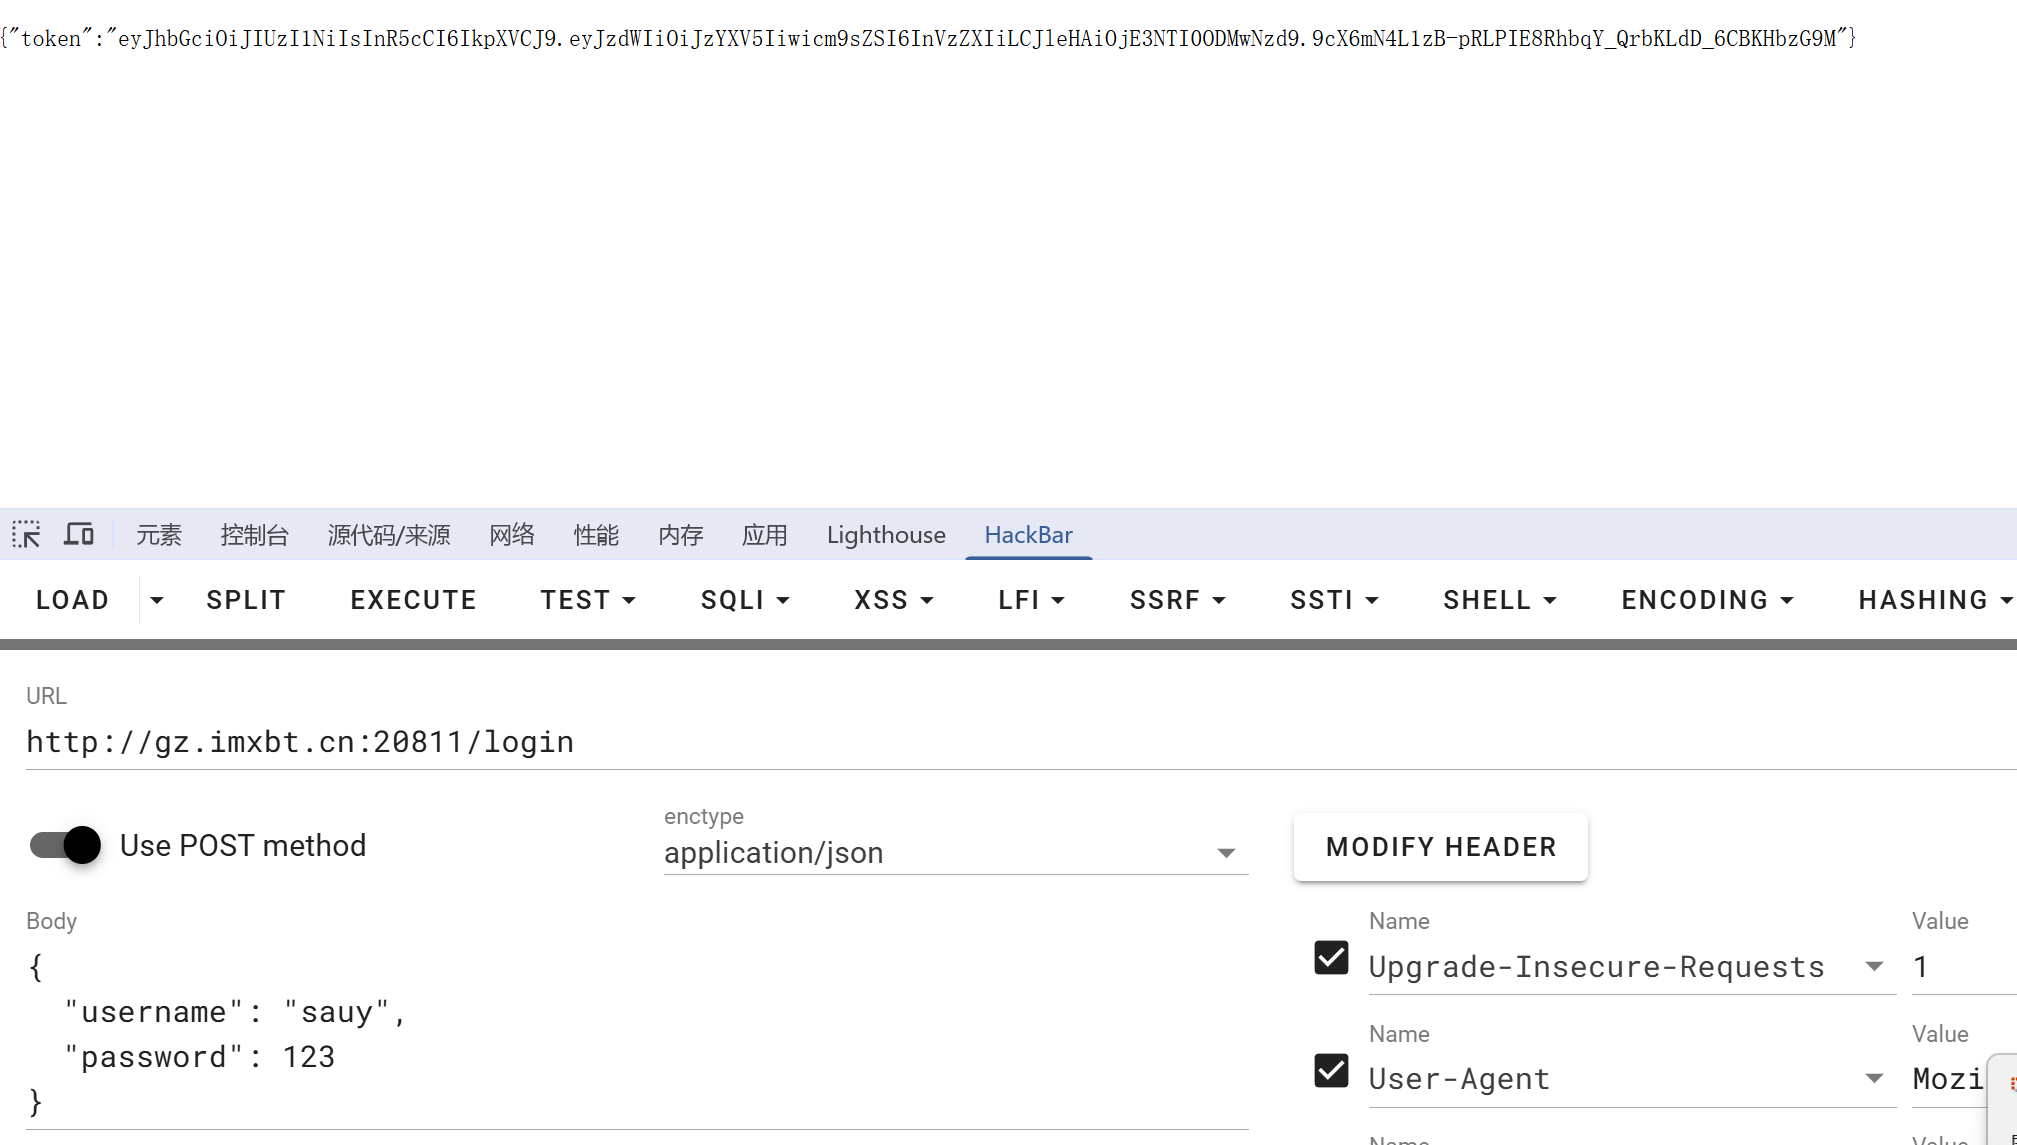 {"token":"eyJhbGciOiJIUzI1NiIsInR5cCI6IkpXVCJ9.eyJzdWIiOiJzYXV5Iiwicm9sZSI6InVzZXIiLCJleHAiOjE3NTI0ODMwNzd9.9cX6mN4L1zB-pRLPIE8RhbqY_QrbKLdD_6CBKHbzG9M"}
元素 控制台 源代码/来源 网络 性能 内存 应用 Lighthouse HackBar
LOAD SPLIT EXECUTE TEST SQLI XSS LFI SSRF SSTI SHELL ENCODING HASHING
URL
http://gz.imxbt.cn:20811/login
Use POST method
enctype
application/json
MODIFY HEADER
Body
{
"username": "sauy",
"password": 123
}
Name Value
Upgrade-Insecure-Requests 1
Name Value
User-Agent Mozi
Name Value